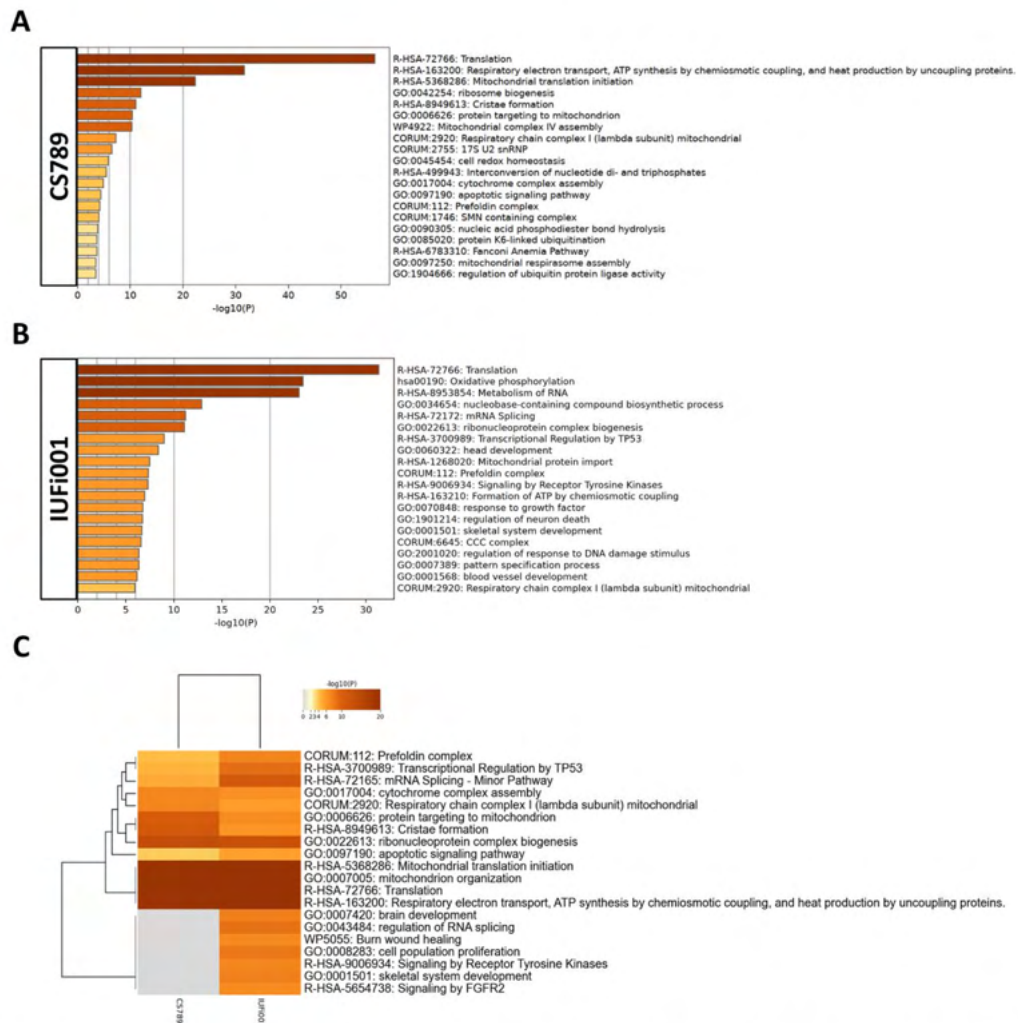 A
CS789
R-HSA-72766: Translation
R-HSA-163200: Respiratory electron transport, ATP synthesis by chemiosmotic coupling, and heat production by uncoupling proteins.
R-HSA-5368286: Mitochondrial translation initiation
GO:0042254: ribosome biogenesis
R-HSA-8949613: Cristae formation
GO:0006626: protein targeting to mitochondrion
WP4922: Mitochondrial complex IV assembly
CORUM:2920: Respiratory chain complex I (lambda subunit) mitochondrial
CORUM:2755: 17S U2 snRNP
GO:0045454: cell redox homeostasis
R-HSA-499943: Interconversion of nucleotide di- and triphosphates
GO:0017004: cytochrome complex assembly
GO:0097190: apoptotic signaling pathway
CORUM:112: Prefoldin complex
CORUM:1746: SMN containing complex
GO:0090305: nucleic acid phosphodiester bond hydrolysis
GO:0085020: protein K6-linked ubiquitination
R-HSA-6783310: Fanconi Anemia Pathway
GO:0097250: mitochondrial respirasome assembly
GO:1904666: regulation of ubiquitin protein ligase activity
0 10 20 30 40 50
-log10(P)
B
IUFi001
R-HSA-72766: Translation
hsa00190: Oxidative phosphorylation
R-HSA-8953854: Metabolism of RNA
GO:0034654: nucleobase-containing compound biosynthetic process
R-HSA-72172: mRNA Splicing
GO:0022613: ribonucleoprotein complex biogenesis
R-HSA-3700989: Transcriptional Regulation by TP53
GO:0060322: head development
R-HSA-1268020: Mitochondrial protein import
CORUM:112: Prefoldin complex
R-HSA-9006934: Signaling by Receptor Tyrosine Kinases
R-HSA-163210: Formation of ATP by chemiosmotic coupling
GO:0070848: response to growth factor
GO:1901214: regulation of neuron death
GO:0001501: skeletal system development
CORUM:6645: CCC complex
GO:2001020: regulation of response to DNA damage stimulus
GO:0007389: pattern specification process
GO:0001568: blood vessel development
CORUM:2920: Respiratory chain complex I (lambda subunit) mitochondrial
0 5 10 15 20 25 30
-log10(P)
C
-log10(P)
0 2 3 4 6 10 20
CORUM:112: Prefoldin complex
R-HSA-3700989: Transcriptional Regulation by TP53
R-HSA-72165: mRNA Splicing - Minor Pathway
GO:0017004: cytochrome complex assembly
CORUM:2920: Respiratory chain complex I (lambda subunit) mitochondrial
GO:0006626: protein targeting to mitochondrion
R-HSA-8949613: Cristae formation
GO:0022613: ribonucleoprotein complex biogenesis
GO:0097190: apoptotic signaling pathway
R-HSA-5368286: Mitochondrial translation initiation
GO:0007005: mitochondrion organization
R-HSA-72766: Translation
R-HSA-163200: Respiratory electron transport, ATP synthesis by chemiosmotic coupling, and heat production by uncoupling proteins.
GO:0007420: brain development
GO:0043484: regulation of RNA splicing
WP5055: Burn wound healing
GO:0008283: cell population proliferation
R-HSA-9006934: Signaling by Receptor Tyrosine Kinases
GO:0001501: skeletal system development
R-HSA-5654738: Signaling by FGFR2
CS789